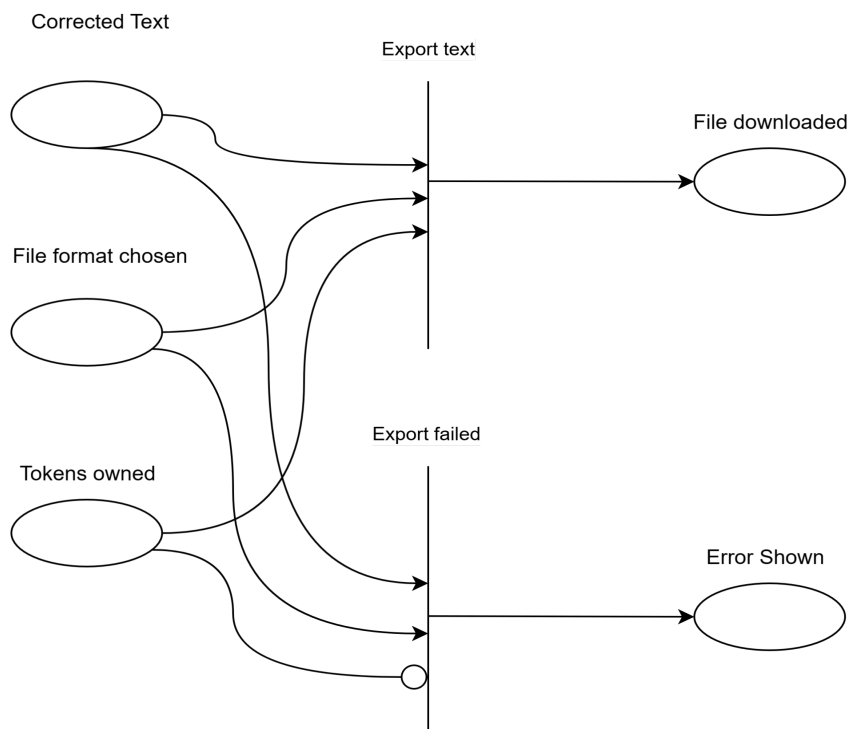 Corrected Text
Export text
File downloaded
File format chosen
Export failed
Tokens owned
Error Shown